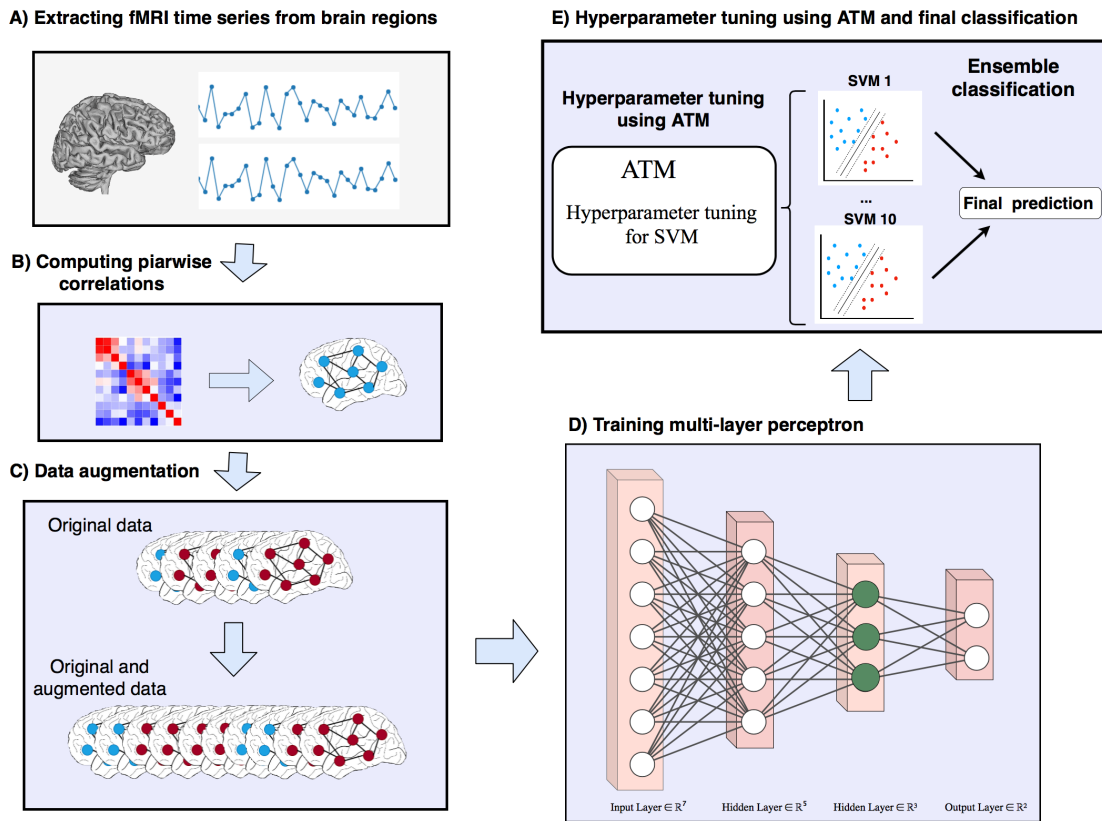 A) Extracting fMRI time series from brain regions
B) Computing piarwise
correlations
C) Data augmentation
Original data
Original and
augmented data
D) Training multi-layer perceptron
Input Layer ∈ ℝ⁷
Hidden Layer ∈ ℝ⁵
Hidden Layer ∈ ℝ³
Output Layer ∈ ℝ²
E) Hyperparameter tuning using ATM and final classification
Hyperparameter tuning
using ATM
ATM
Hyperparameter tuning
for SVM
SVM 1
...
SVM 10
Ensemble
classification
Final prediction